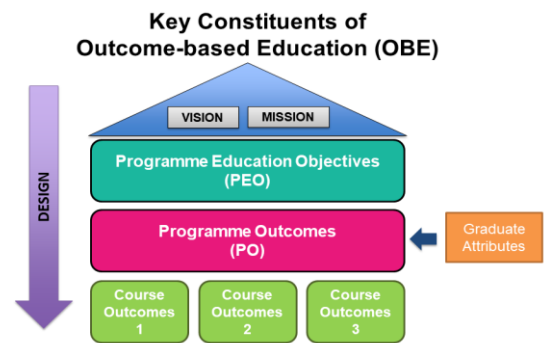 Key Constituents of
Outcome-based Education (OBE)
VISION
MISSION
DESIGN
Programme Education Objectives
(PEO)
Programme Outcomes
(PO)
Graduate
Attributes
Course
Outcomes
1
Course
Outcomes
2
Course
Outcomes
3